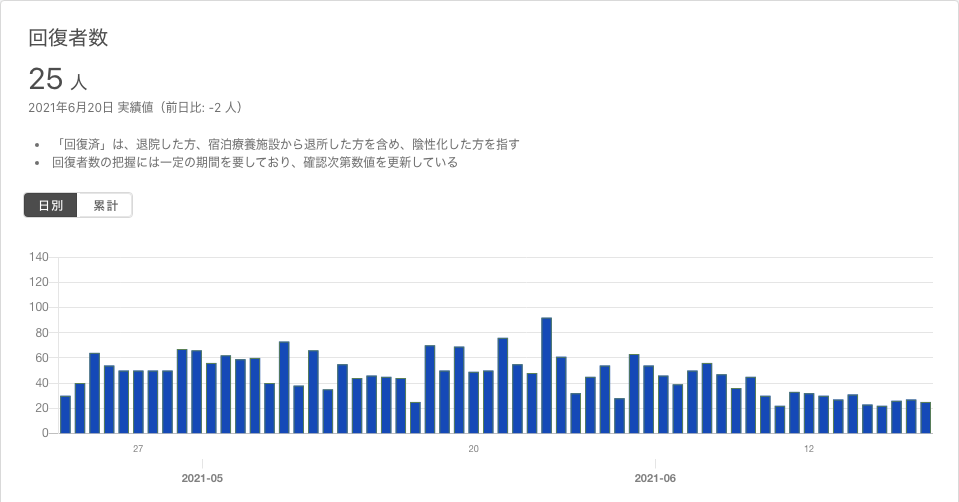 回復者数
25 人
2021年6月20日 実績値（前日比: -2 人）
• 「回復済」は、退院した方、宿泊療養施設から退所した方を含め、陰性化した方を指す
• 回復者数の把握には一定の期間を要しており、確認次第数値を更新している
日別 累計
140
120
100
80
60
40
20
0
27 20 12
2021-05 2021-06